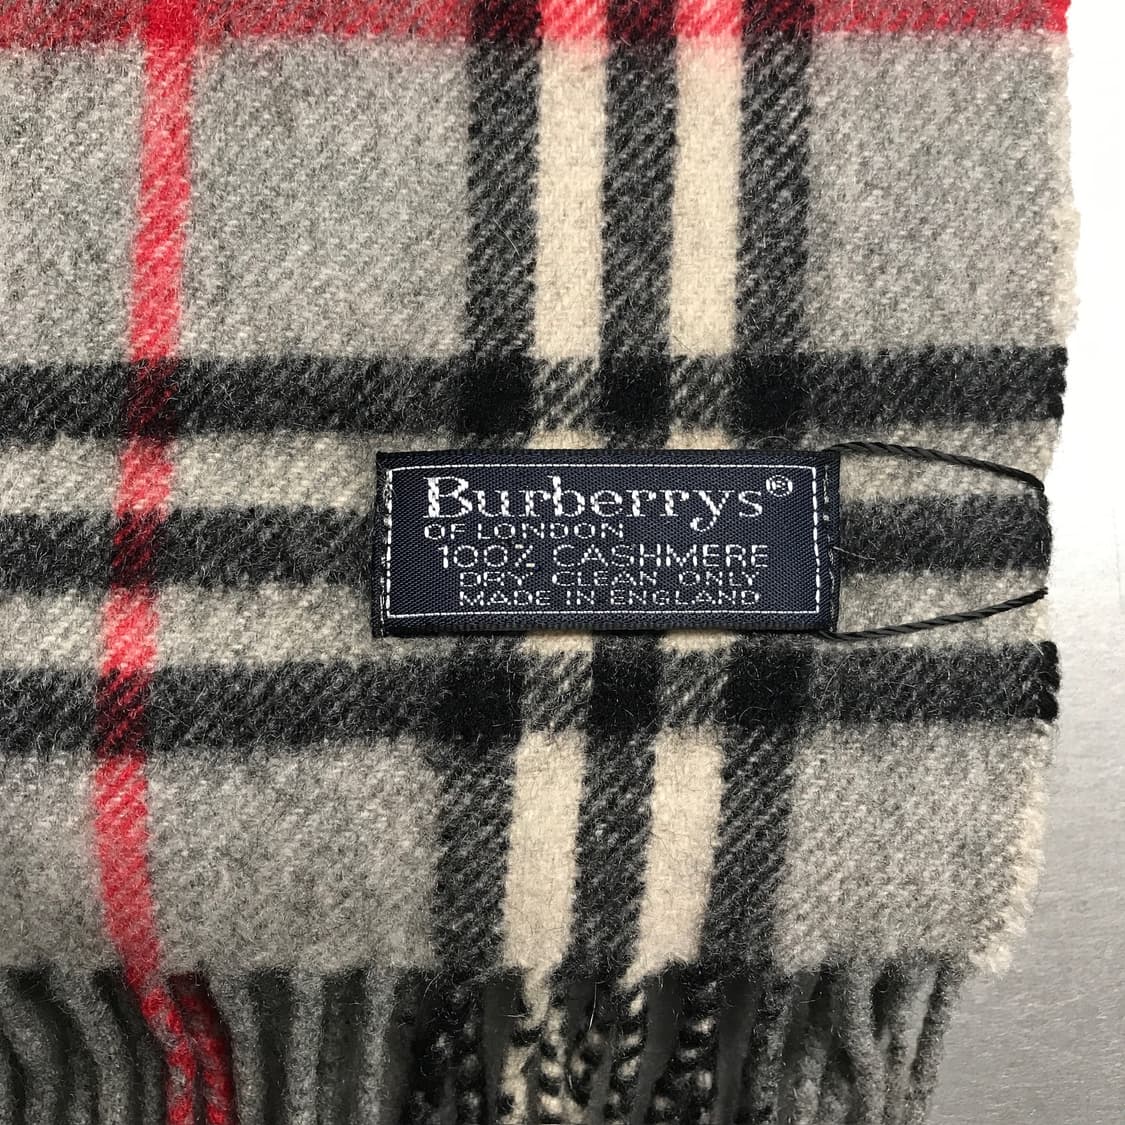 Burberrys®
OF LONDON
100% CASHMERE
DRY CLEAN ONLY
MADE IN ENGLAND